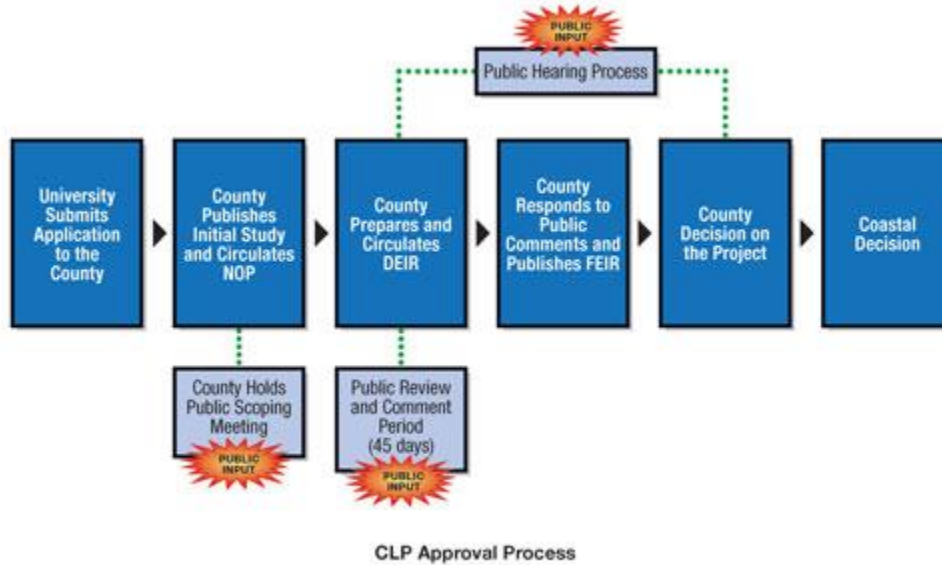 PUBLIC
INPUT
Public Hearing Process
University
Submits
Application
to the
County
County
Publishes
Initial Study
and Circulates
NOP
County
Prepares and
Circulates
DEIR
County
Responds to
Public
Comments and
Publishes FEIR
County
Decision on
the Project
Coastal
Decision
County Holds
Public Scoping
Meeting
PUBLIC
INPUT
Public Review
and Comment
Period
(45 days)
PUBLIC
INPUT
CLP Approval Process